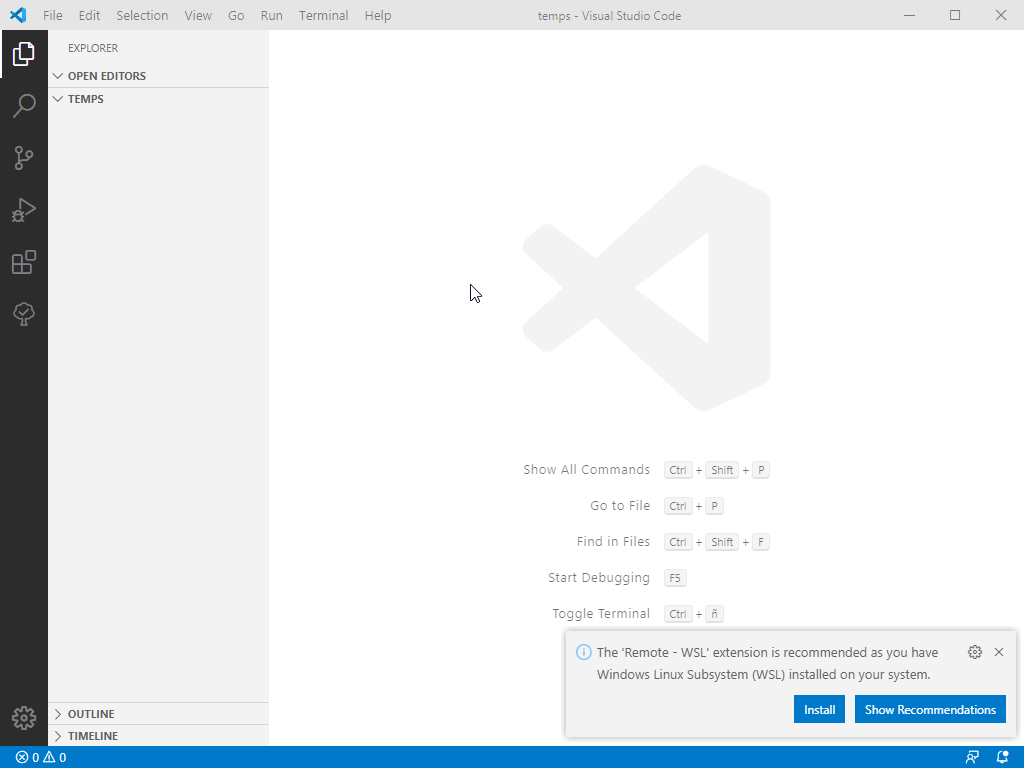 File Edit Selection View Go Run Terminal Help temps - Visual Studio Code
EXPLORER
OPEN EDITORS
TEMPS
Show All Commands Ctrl + Shift + P
Go to File Ctrl + P
Find in Files Ctrl + Shift + F
Start Debugging F5
Toggle Terminal Ctrl + ñ
The 'Remote - WSL' extension is recommended as you have
Windows Linux Subsystem (WSL) installed on your system.
Install Show Recommendations
OUTLINE
TIMELINE
0 0